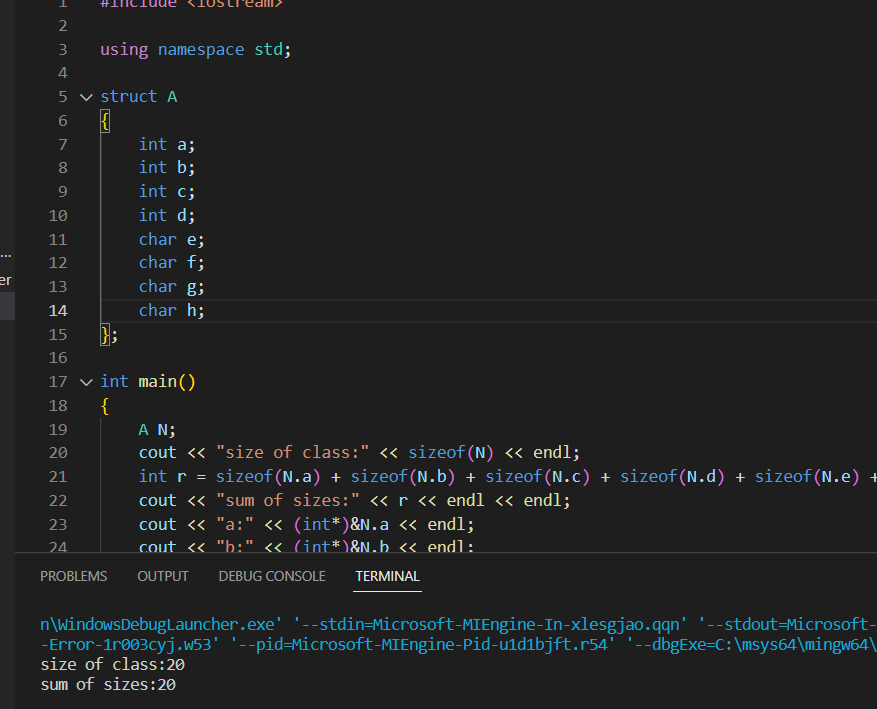 1 #include <iostream>
2
3 using namespace std;
4
5 struct A
6 {
7 int a;
8 int b;
9 int c;
10 int d;
11 char e;
12 char f;
13 char g;
14 char h;
15 };
16
17 int main()
18 {
19 A N;
20 cout << "size of class:" << sizeof(N) << endl;
21 int r = sizeof(N.a) + sizeof(N.b) + sizeof(N.c) + sizeof(N.d) + sizeof(N.e) +
22 cout << "sum of sizes:" << r << endl << endl;
23 cout << "a:" << (int*)&N.a << endl;
24 cout << "b:" << (int*)&N.b << endl;
... er
PROBLEMS OUTPUT DEBUG CONSOLE TERMINAL
n\WindowsDebugLauncher.exe' '--stdin=Microsoft-MIEngine-In-xlesgjao.qqn' '--stdout=Microsoft-
-Error-1r003cyj.w53' '--pid=Microsoft-MIEngine-Pid-u1d1bjft.r54' '--dbgExe=C:\msys64\mingw64\
size of class:20
sum of sizes:20